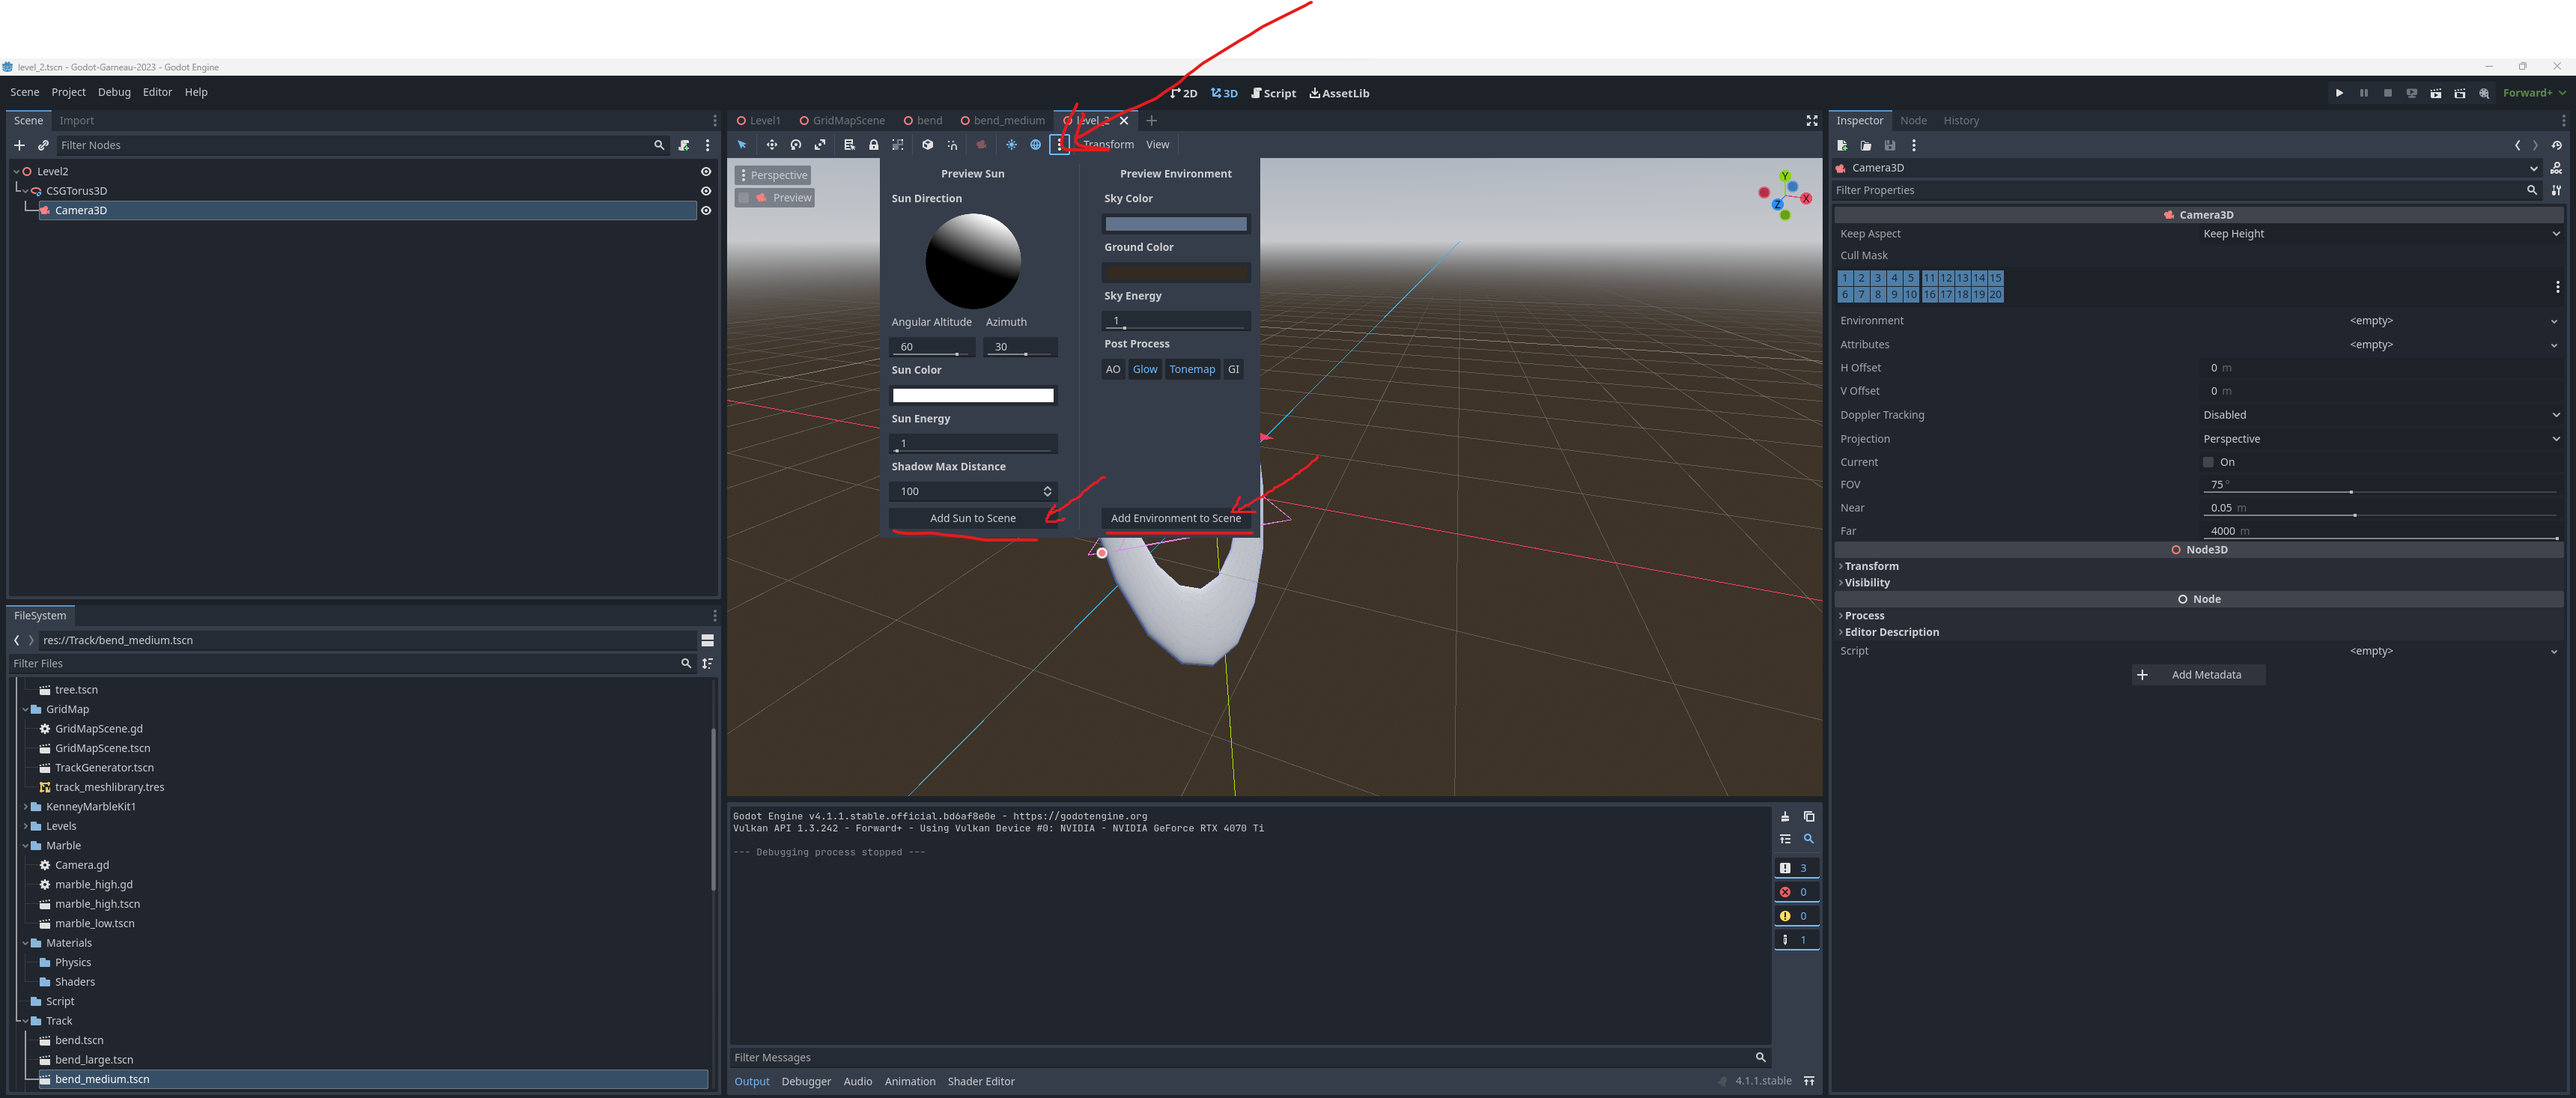 level_2.tscn - Godot-Garneau-2023 - Godot Engine
Scene Project Debug Editor Help
2D 3D Script AssetLib
Forward+
Scene Import
Filter Nodes
Level2
CSGTorus3D
Camera3D
FileSystem
res://Track/bend_medium.tscn
Filter Files
tree.tscn
GridMap
GridMapScene.gd
GridMapScene.tscn
TrackGenerator.tscn
track_meshlibrary.tres
KenneyMarbleKit1
Levels
Marble
Camera.gd
marble_high.gd
marble_high.tscn
marble_low.tscn
Materials
Physics
Shaders
Script
Track
bend.tscn
bend_large.tscn
bend_medium.tscn
Level1 GridMapScene bend bend_medium level_2
Transform View
Perspective
Preview
Preview Sun
Sun Direction
Angular Altitude Azimuth
60 30
Sun Color
Sun Energy
1
Shadow Max Distance
100
Add Sun to Scene
Preview Environment
Sky Color
Ground Color
Sky Energy
1
Post Process
AO Glow Tonemap GI
Add Environment to Scene
Y
X
Z
Godot Engine v4.1.1.stable.official.bd6af8e0e - https://godotengine.org
Vulkan API 1.3.242 - Forward+ - Using Vulkan Device #0: NVIDIA - NVIDIA GeForce RTX 4070 Ti
--- Debugging process stopped ---
3
0
0
1
Filter Messages
Output Debugger Audio Animation Shader Editor
4.1.1.stable
Inspector Node History
Camera3D
DOC
Filter Properties
Camera3D
Keep Aspect Keep Height
Cull Mask
1 2 3 4 5 11 12 13 14 15
6 7 8 9 10 16 17 18 19 20
Environment <empty>
Attributes <empty>
H Offset 0 m
V Offset 0 m
Doppler Tracking Disabled
Projection Perspective
Current On
FOV 75 °
Near 0.05 m
Far 4000 m
Node3D
Transform
Visibility
Node
Process
Editor Description
Script <empty>
Add Metadata